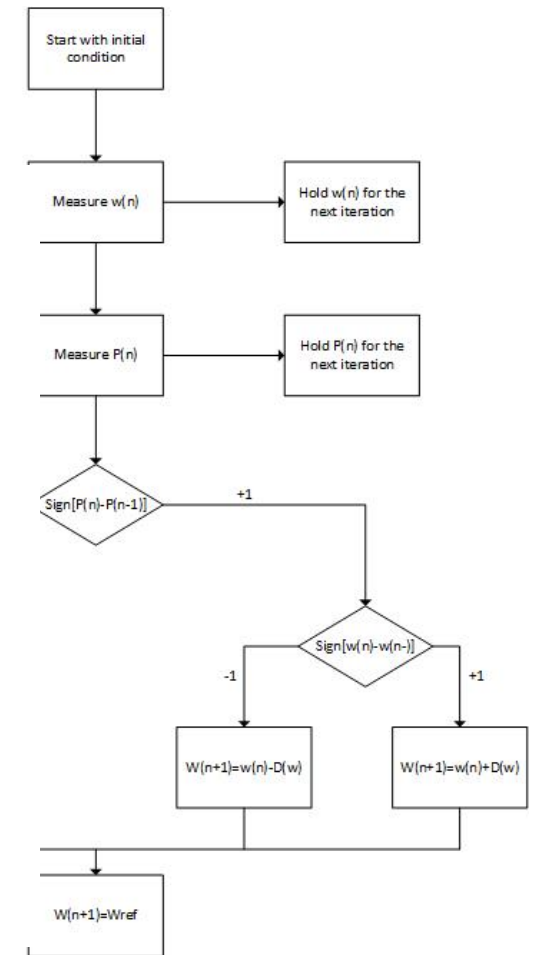 Start with initial
condition
Measure w(n)
Hold w(n) for the
next iteration
Measure P(n)
Hold P(n) for the
next iteration
Sign[P(n)-P(n-1)]
+1
Sign[w(n)-w(n-)]
-1
+1
W(n+1)=w(n)-D(w)
W(n+1)=w(n)+D(w)
W(n+1)=Wref